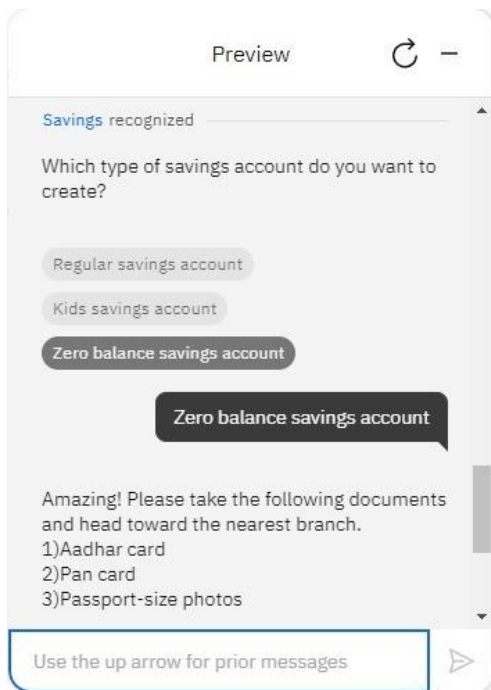 Preview
Savings recognized
Which type of savings account do you want to
create?
Regular savings account
Kids savings account
Zero balance savings account
Zero balance savings account
Amazing! Please take the following documents
and head toward the nearest branch.
1)Aadhar card
2)Pan card
3)Passport-size photos
Use the up arrow for prior messages